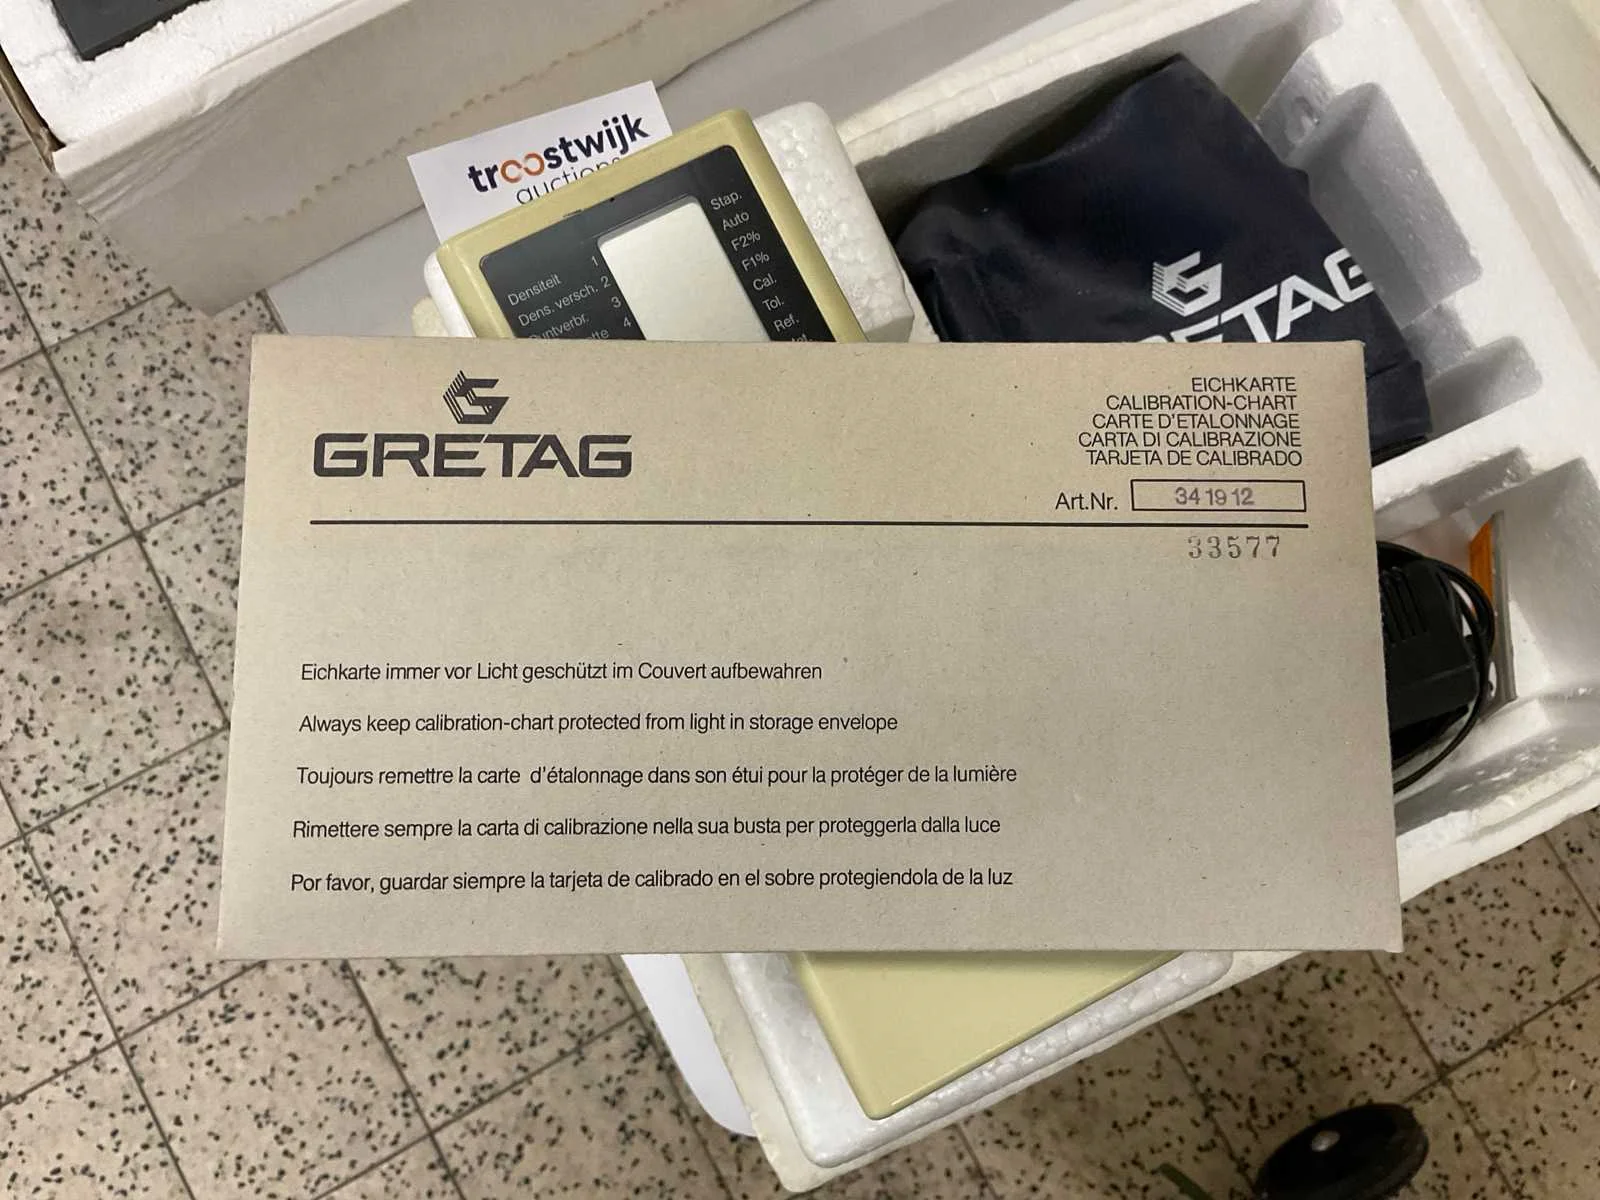 troostwijk
auctions
Densiteit 1
Dens. versch. 2
3
4
Stap.
Auto
F2%
F1%
Cal.
Tol.
Ref.
GRETAG
GRETAG
EICHKARTE
CALIBRATION-CHART
CARTE D'ETALONNAGE
CARTA DI CALIBRAZIONE
TARJETA DE CALIBRADO
Art.Nr. 34 19 12
33577
Eichkarte immer vor Licht geschützt im Couvert aufbewahren
Always keep calibration-chart protected from light in storage envelope
Toujours remettre la carte d'étalonnage dans son étui pour la protéger de la lumière
Rimettere sempre la carta di calibrazione nella sua busta per proteggerla dalla luce
Por favor, guardar siempre la tarjeta de calibrado en el sobre protegiendola de la luz